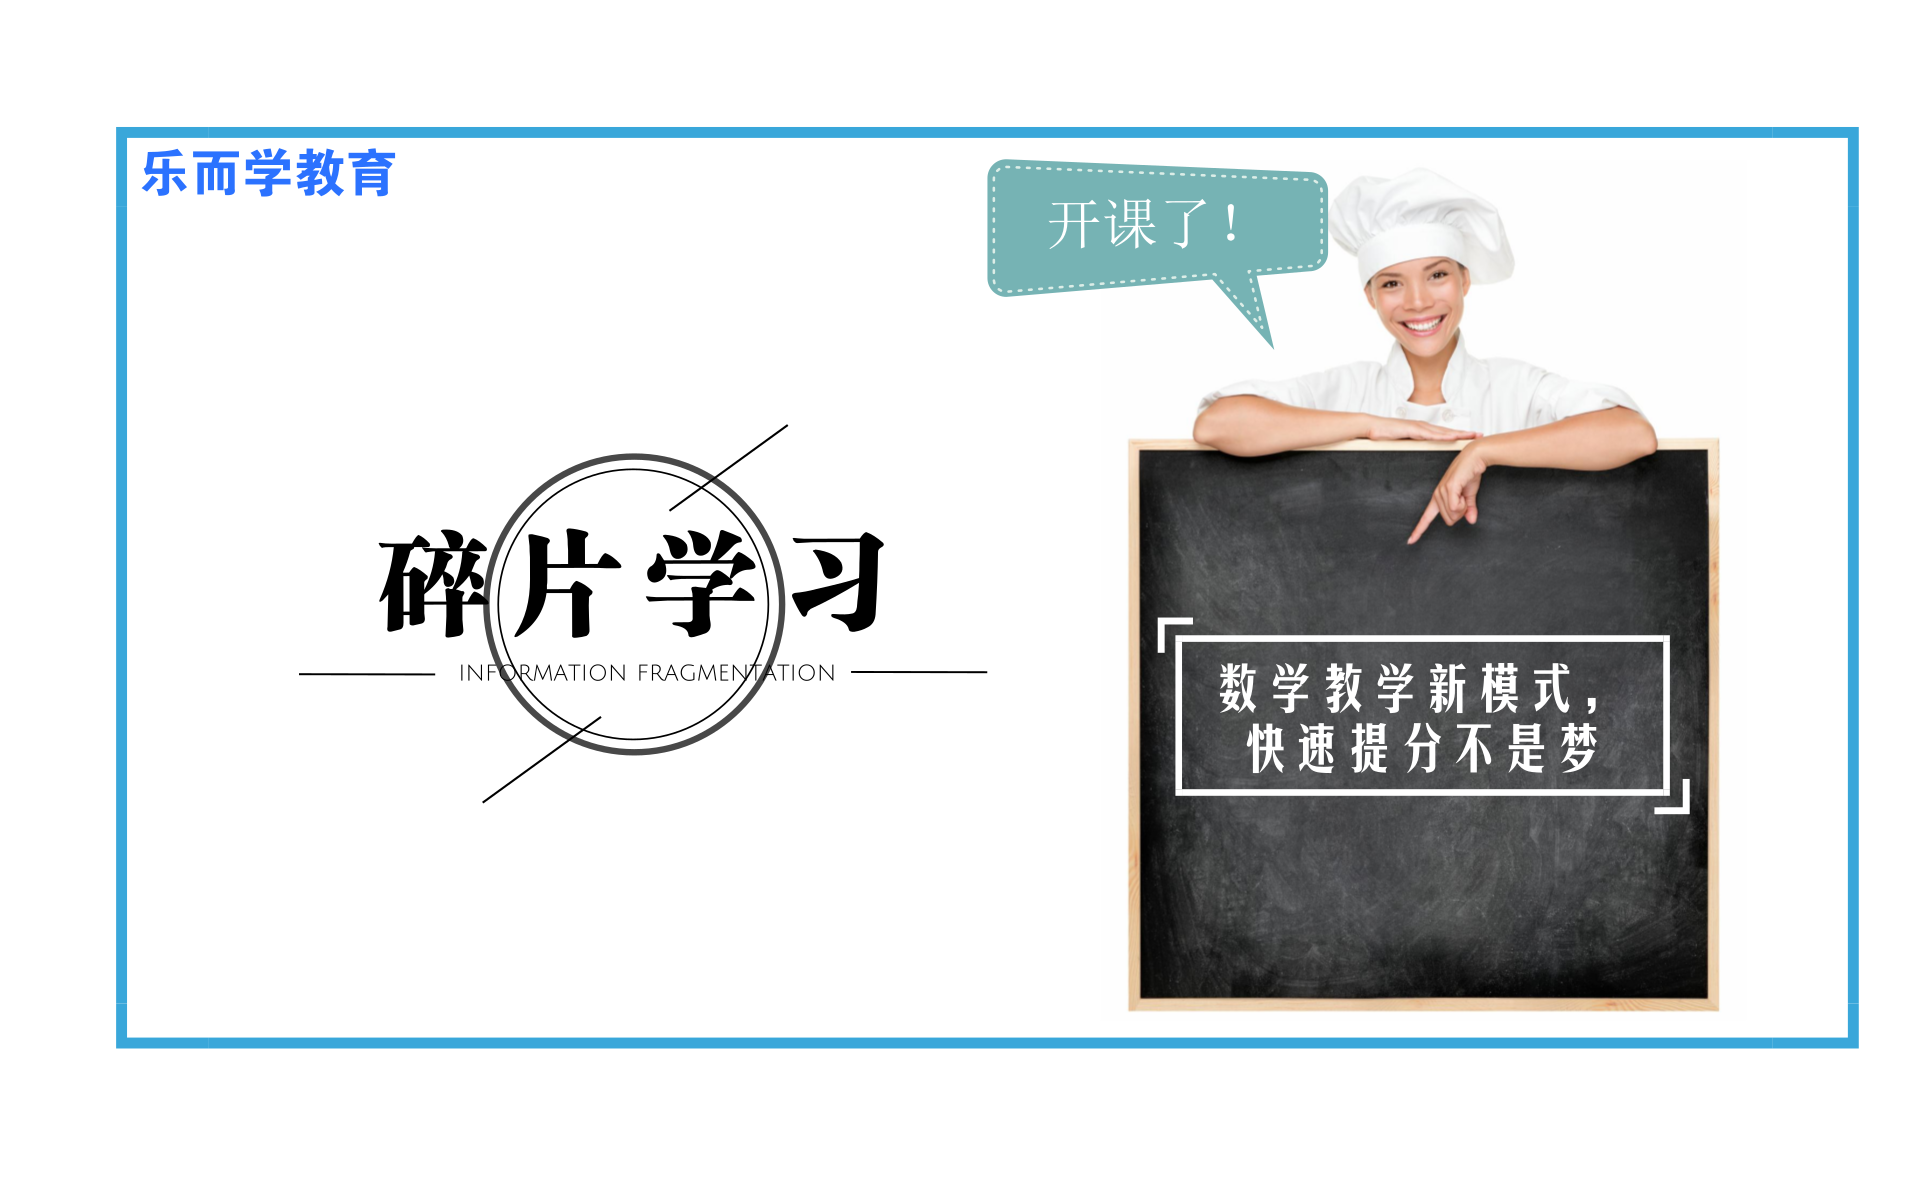 乐而学教育
开课了！
碎片学习
INFORMATION FRAGMENTATION
数学教学新模式，
快速提分不是梦